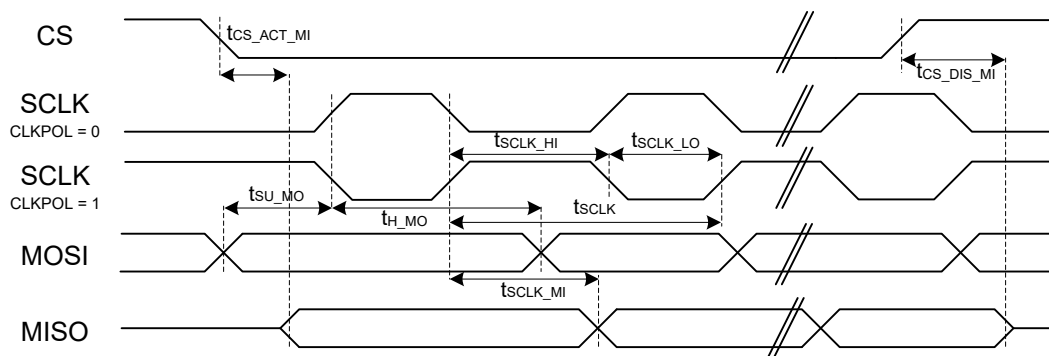 CS
tCS_ACT_MI
tCS_DIS_MI
SCLK
CLKPOL = 0
tSCLK_HI
tSCLK_LO
SCLK
CLKPOL = 1
tSU_MO
tH_MO
tSCLK
MOSI
tSCLK_MI
MISO